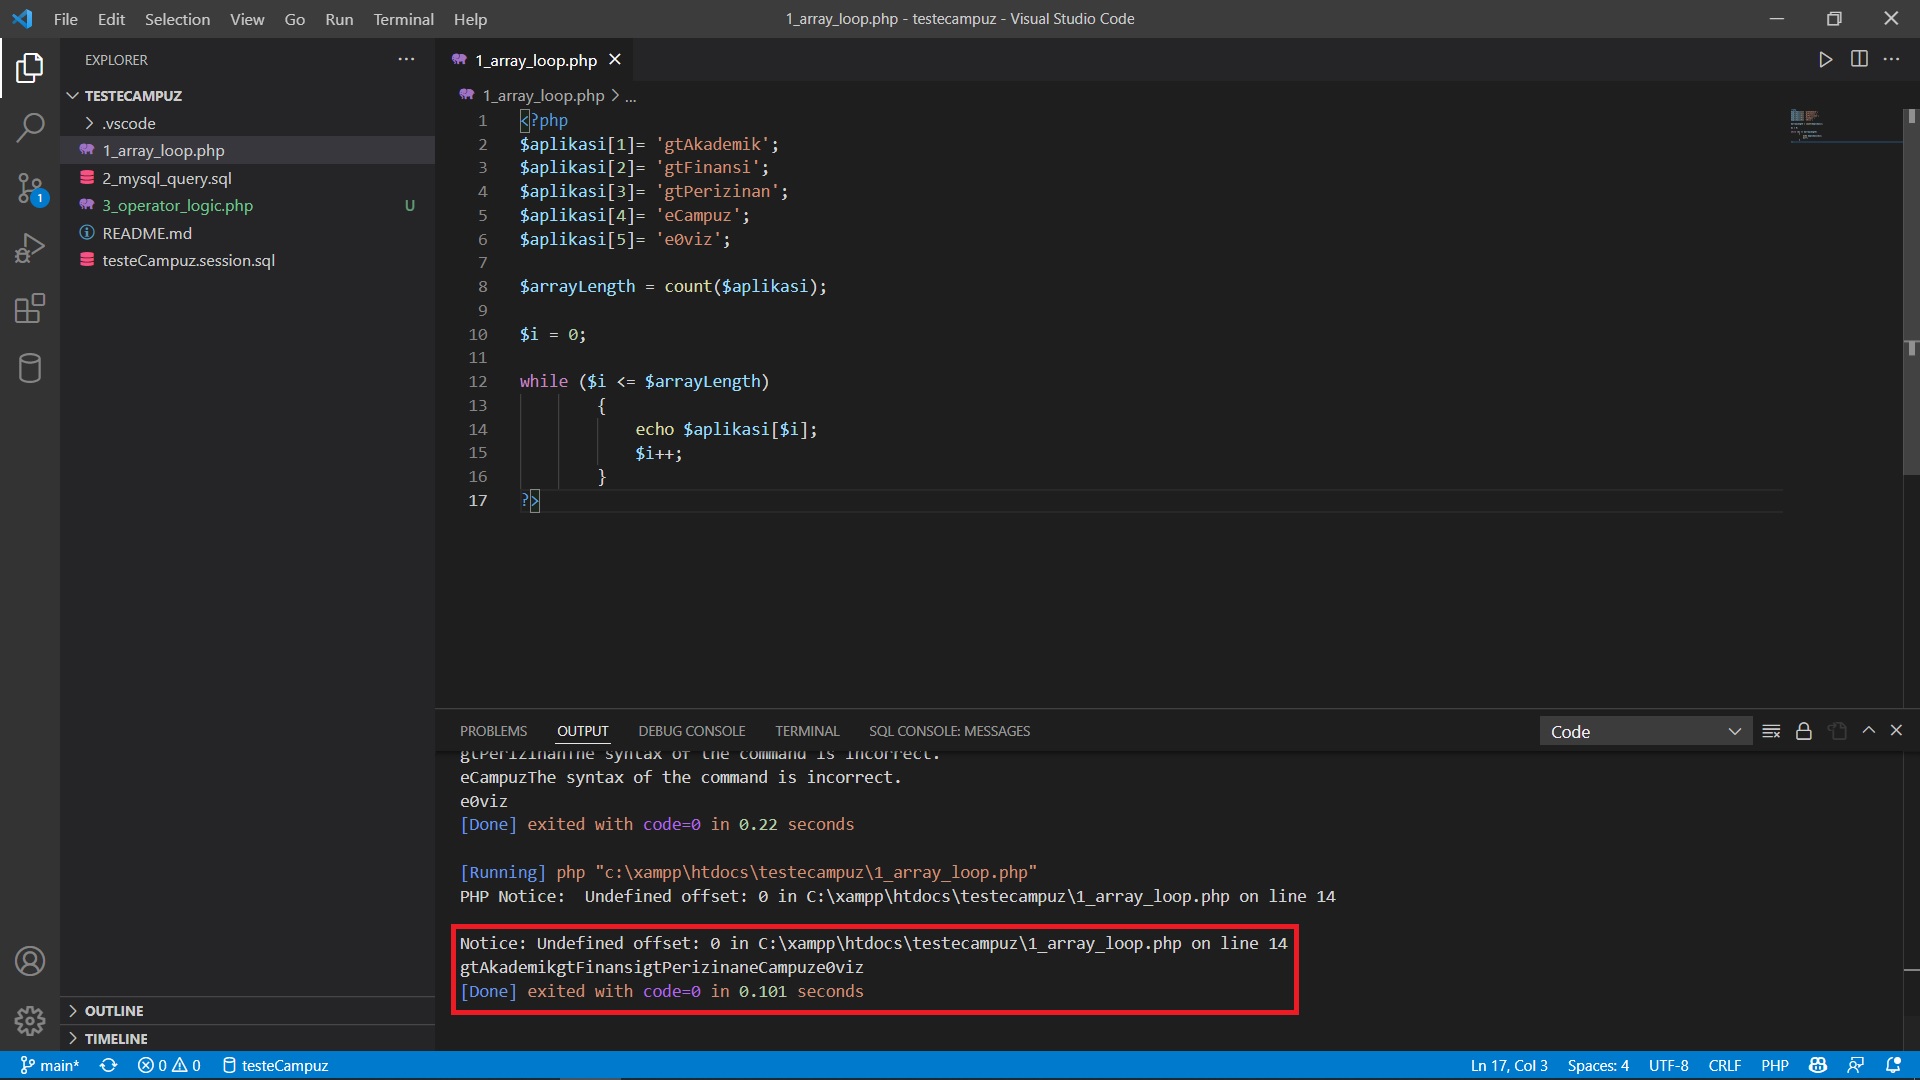 File Edit Selection View Go Run Terminal Help
1_array_loop.php - testecampuz - Visual Studio Code
EXPLORER
TESTECAMPUZ
.vscode
1_array_loop.php
2_mysql_query.sql
3_operator_logic.php U
README.md
testeCampuz.session.sql
OUTLINE
TIMELINE
1
1_array_loop.php
1_array_loop.php > ...
1 <?php
2 $aplikasi[1]= 'gtAkademik';
3 $aplikasi[2]= 'gtFinansi';
4 $aplikasi[3]= 'gtPerizinan';
5 $aplikasi[4]= 'eCampuz';
6 $aplikasi[5]= 'e0viz';
7
8 $arrayLength = count($aplikasi);
9
10 $i = 0;
11
12 while ($i <= $arrayLength)
13 {
14 echo $aplikasi[$i];
15 $i++;
16 }
17 ?>
PROBLEMS OUTPUT DEBUG CONSOLE TERMINAL SQL CONSOLE: MESSAGES
Code
gtPerizinanThe syntax of the command is incorrect.
eCampuzThe syntax of the command is incorrect.
e0viz
[Done] exited with code=0 in 0.22 seconds
[Running] php "c:\xampp\htdocs\testecampuz\1_array_loop.php"
PHP Notice:  Undefined offset: 0 in C:\xampp\htdocs\testecampuz\1_array_loop.php on line 14
Notice: Undefined offset: 0 in C:\xampp\htdocs\testecampuz\1_array_loop.php on line 14
gtAkademikgtFinansigtPerizinaneCampuze0viz
[Done] exited with code=0 in 0.101 seconds
main* 0 0 testeCampuz
Ln 17, Col 3 Spaces: 4 UTF-8 CRLF PHP